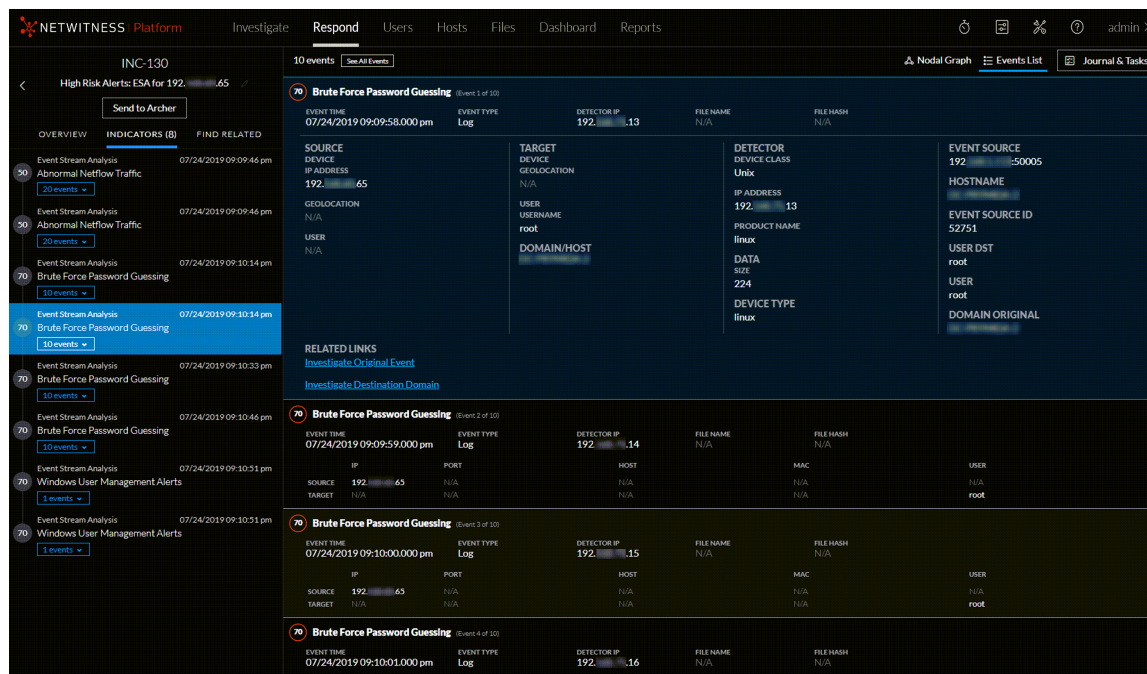 NETWITNESS Platform
Investigate Respond Users Hosts Files Dashboard Reports
admin
INC-130
High Risk Alerts: ESA for 192. .65
Send to Archer
OVERVIEW INDICATORS (8) FIND RELATED
Event Stream Analysis 07/24/2019 09:09:46 pm
50 Abnormal Netflow Traffic
20 events
Event Stream Analysis 07/24/2019 09:09:46 pm
50 Abnormal Netflow Traffic
20 events
Event Stream Analysis 07/24/2019 09:10:14 pm
70 Brute Force Password Guessing
10 events
Event Stream Analysis 07/24/2019 09:10:14 pm
70 Brute Force Password Guessing
10 events
Event Stream Analysis 07/24/2019 09:10:33 pm
70 Brute Force Password Guessing
10 events
Event Stream Analysis 07/24/2019 09:10:46 pm
70 Brute Force Password Guessing
10 events
Event Stream Analysis 07/24/2019 09:10:51 pm
70 Windows User Management Alerts
1 events
Event Stream Analysis 07/24/2019 09:10:51 pm
70 Windows User Management Alerts
1 events
10 events See All Events
Nodal Graph Events List Journal & Tasks
70 Brute Force Password Guessing (Event 1 of 10)
EVENT TIME EVENT TYPE DETECTOR IP FILE NAME FILE HASH
07/24/2019 09:09:58.000 pm Log 192. .13 N/A N/A
SOURCE
DEVICE
IP ADDRESS
192. 65
GEOLOCATION
N/A
USER
N/A
TARGET
DEVICE
GEOLOCATION
N/A
USER
USERNAME
root
DOMAIN/HOST
DETECTOR
DEVICE CLASS
Unix
IP ADDRESS
192. 13
PRODUCT NAME
linux
DATA
SIZE
224
DEVICE TYPE
linux
EVENT SOURCE
192 :50005
HOSTNAME
EVENT SOURCE ID
52751
USER DST
root
USER
root
DOMAIN ORIGINAL
RELATED LINKS
Investigate Original Event
Investigate Destination Domain
70 Brute Force Password Guessing (Event 2 of 10)
EVENT TIME EVENT TYPE DETECTOR IP FILE NAME FILE HASH
07/24/2019 09:09:59.000 pm Log 192. .14 N/A N/A
IP PORT HOST MAC USER
SOURCE 192. 65 N/A N/A N/A N/A
TARGET N/A N/A N/A N/A root
70 Brute Force Password Guessing (Event 3 of 10)
EVENT TIME EVENT TYPE DETECTOR IP FILE NAME FILE HASH
07/24/2019 09:10:00.000 pm Log 192. .15 N/A N/A
IP PORT HOST MAC USER
SOURCE 192. 65 N/A N/A N/A N/A
TARGET N/A N/A N/A N/A root
70 Brute Force Password Guessing (Event 4 of 10)
EVENT TIME EVENT TYPE DETECTOR IP FILE NAME FILE HASH
07/24/2019 09:10:01.000 pm Log 192. .16 N/A N/A